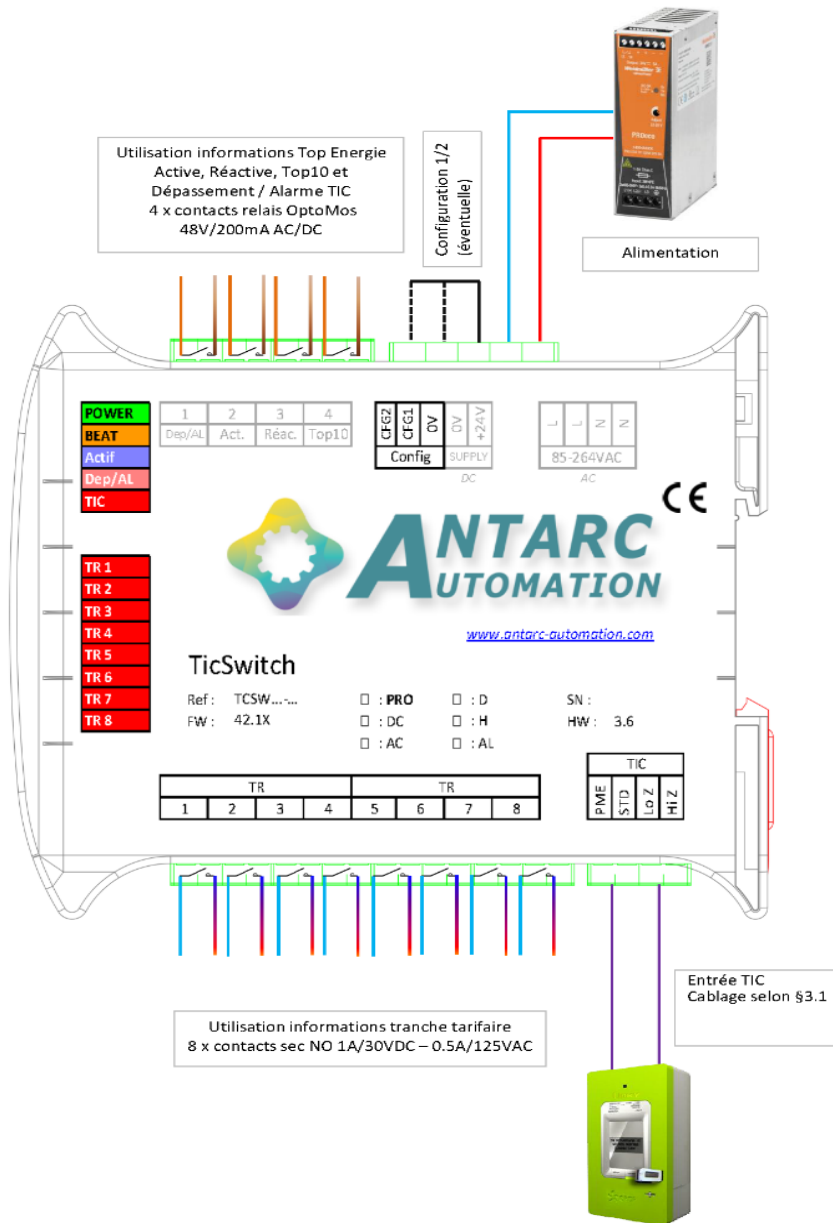 Utilisation informations Top Energie
Active, Réactive, Top10 et
Dépassement / Alarme TIC
4 x contacts relais OptoMos
48V/200mA AC/DC
Configuration 1/2
(éventuelle)
Alimentation
POWER
BEAT
Actif
Dep/AL
TIC
1 2 3 4
Dep/AL Act. Réac. Top10
CFG2 CFG1 0V 0V +24V
Config SUPPLY
DC
L L N N
85-264VAC
AC
CE
ANTARC
AUTOMATION
www.antarc-automation.com
TR 1
TR 2
TR 3
TR 4
TR 5
TR 6
TR 7
TR 8
TicSwitch
Ref : TCSW...-... : PRO : D SN :
FW : 42.1X : DC : H HW : 3.6
: AC : AL
TR TR
1 2 3 4 5 6 7 8
TIC
PME STD Lo Z Hi Z
Entrée TIC
Cablage selon §3.1
Utilisation informations tranche tarifaire
8 x contacts sec NO 1A/30VDC – 0.5A/125VAC